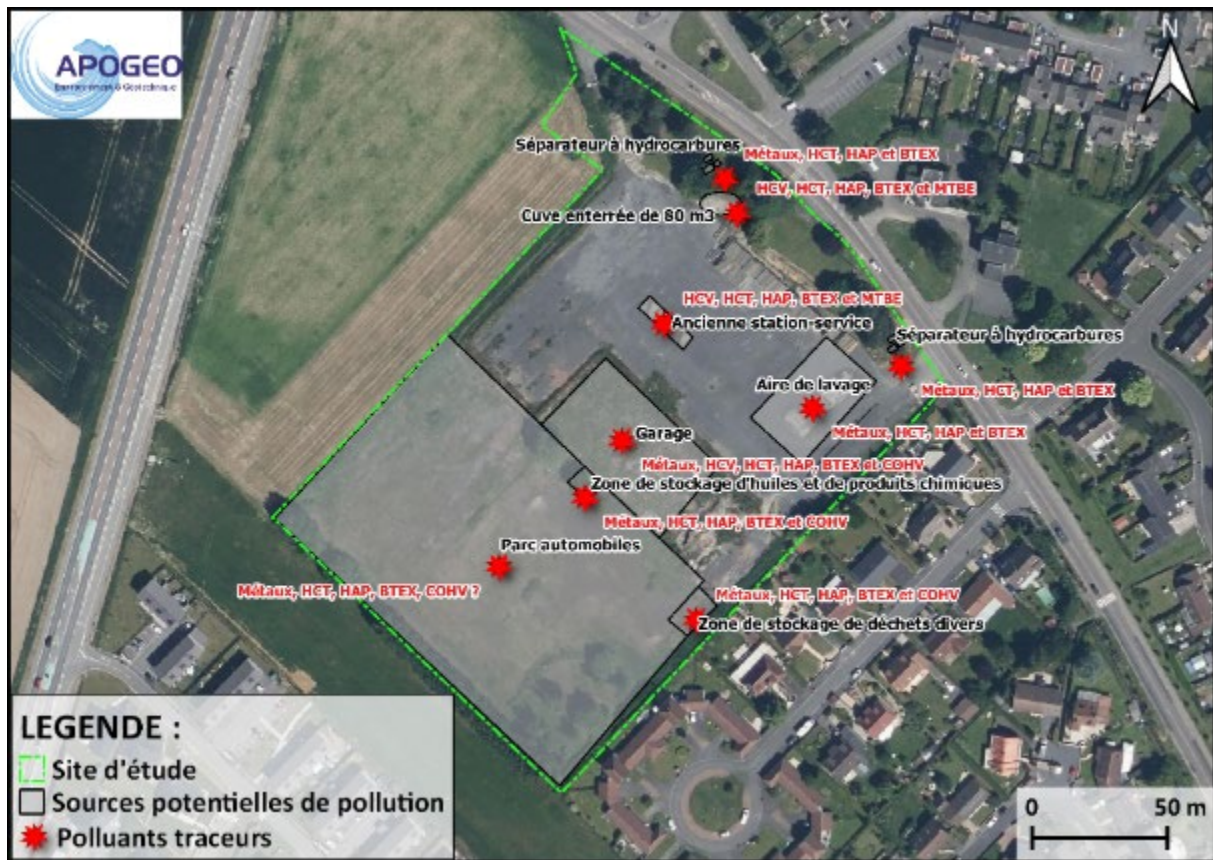 APOGEO
Environnement & Géotechnique
N
Séparateur à hydrocarbures
Métaux, HCT, HAP et BTEX
HCV, HCT, HAP, BTEX et MTBE
Cuve enterrée de 80 m3
HCV, HCT, HAP, BTEX et MTBE
Ancienne station-service
Séparateur à hydrocarbures
Métaux, HCT, HAP et BTEX
Aire de lavage
Métaux, HCT, HAP et BTEX
Garage
Métaux, HCV, HCT, HAP, BTEX et COHV
Zone de stockage d'huiles et de produits chimiques
Métaux, HCT, HAP, BTEX et COHV
Parc automobiles
Métaux, HCT, HAP, BTEX, COHV ?
Métaux, HCT, HAP, BTEX et COHV
Zone de stockage de déchets divers
LEGENDE :
Site d'étude
Sources potentielles de pollution
Polluants traceurs
0 50 m